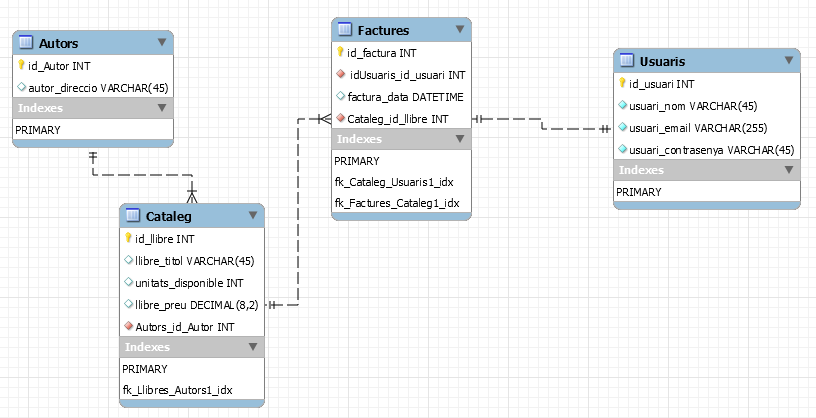 Autors
id_Autor INT
autor_direccio VARCHAR(45)
Indexes
PRIMARY
Cataleg
id_llibre INT
llibre_titol VARCHAR(45)
unitats_disponible INT
llibre_preu DECIMAL(8,2)
Autors_id_Autor INT
Indexes
PRIMARY
fk_Llibres_Autors1_idx
Factures
id_factura INT
idUsuaris_id_usuari INT
factura_data DATETIME
Cataleg_id_llibre INT
Indexes
PRIMARY
fk_Cataleg_Usuaris1_idx
fk_Factures_Cataleg1_idx
Usuaris
id_usuari INT
usuari_nom VARCHAR(45)
usuari_email VARCHAR(255)
usuari_contrasenya VARCHAR(45)
Indexes
PRIMARY